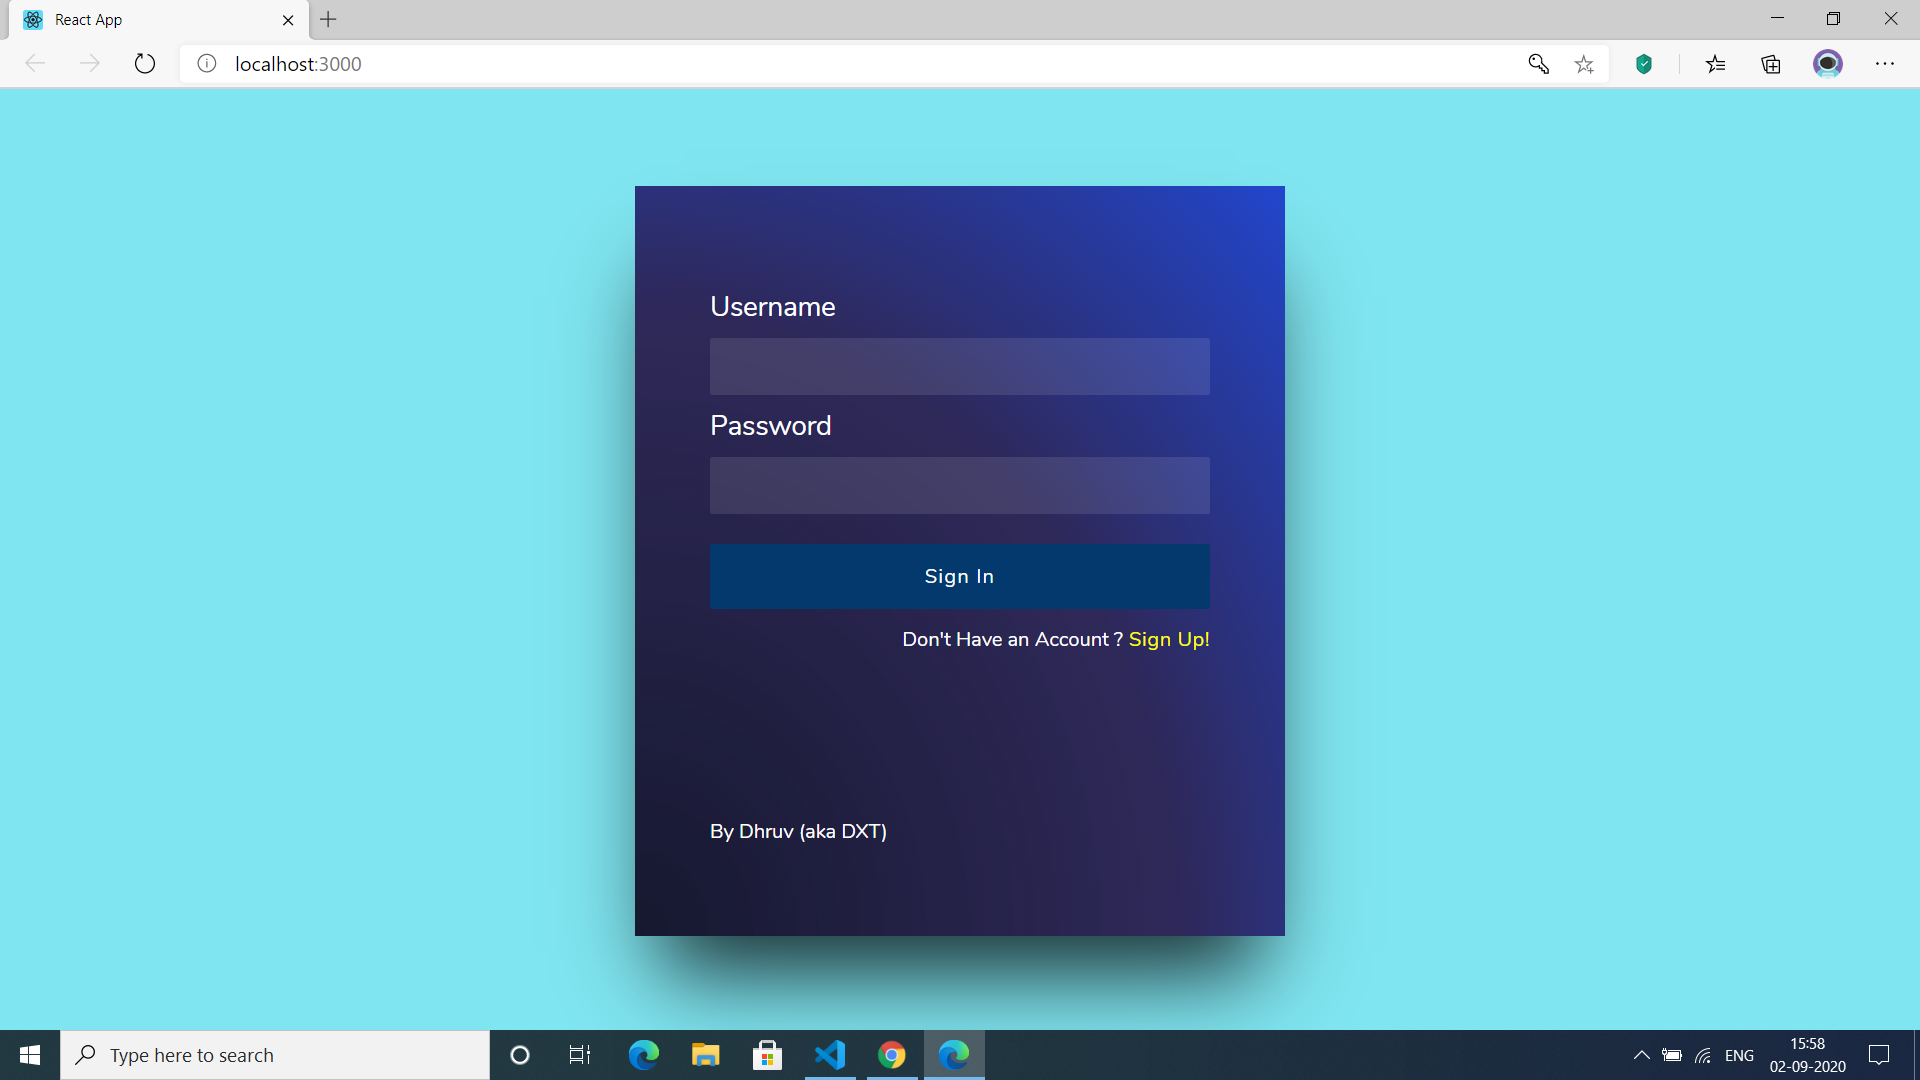 React App
localhost:3000
Username
Password
Sign In
Don't Have an Account ? Sign Up!
By Dhruv (aka DXT)
Type here to search
ENG
15:58
02-09-2020